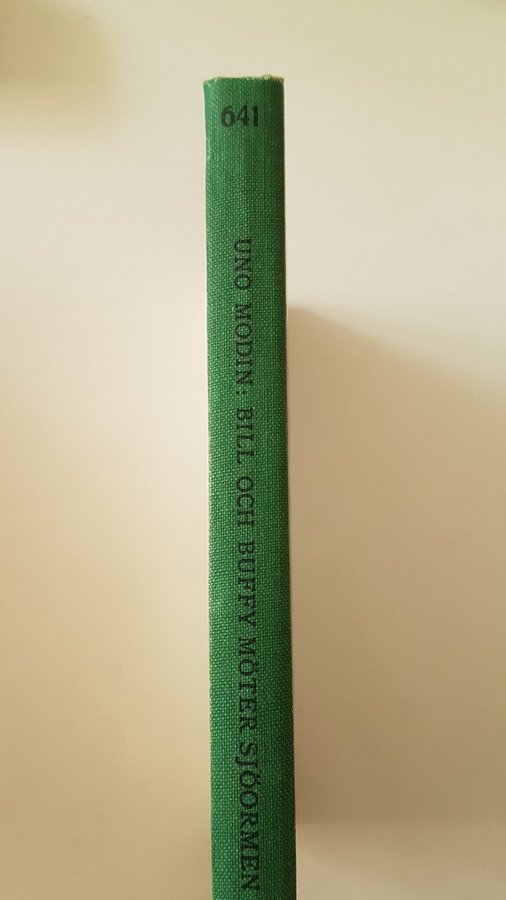 641
UNO MODIN: BILL OCH BUFFY MÖTER SJÖORMEN